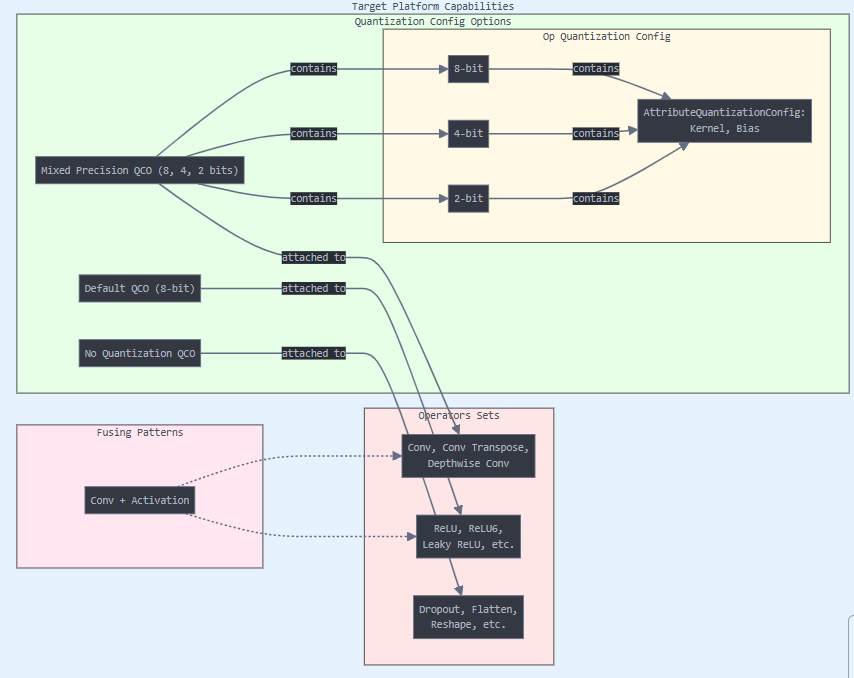 Target Platform Capabilities
Quantization Config Options
Op Quantization Config
contains
8-bit
contains
AttributeQuantizationConfig:
Kernel, Bias
contains
4-bit
contains
Mixed Precision QCO (8, 4, 2 bits)
contains
2-bit
contains
attached to
Default QCO (8-bit)
attached to
No Quantization QCO
attached to
Operators Sets
Fusing Patterns
Conv, Conv Transpose,
Depthwise Conv
Conv + Activation
ReLU, ReLU6,
Leaky ReLU, etc.
Dropout, Flatten,
Reshape, etc.